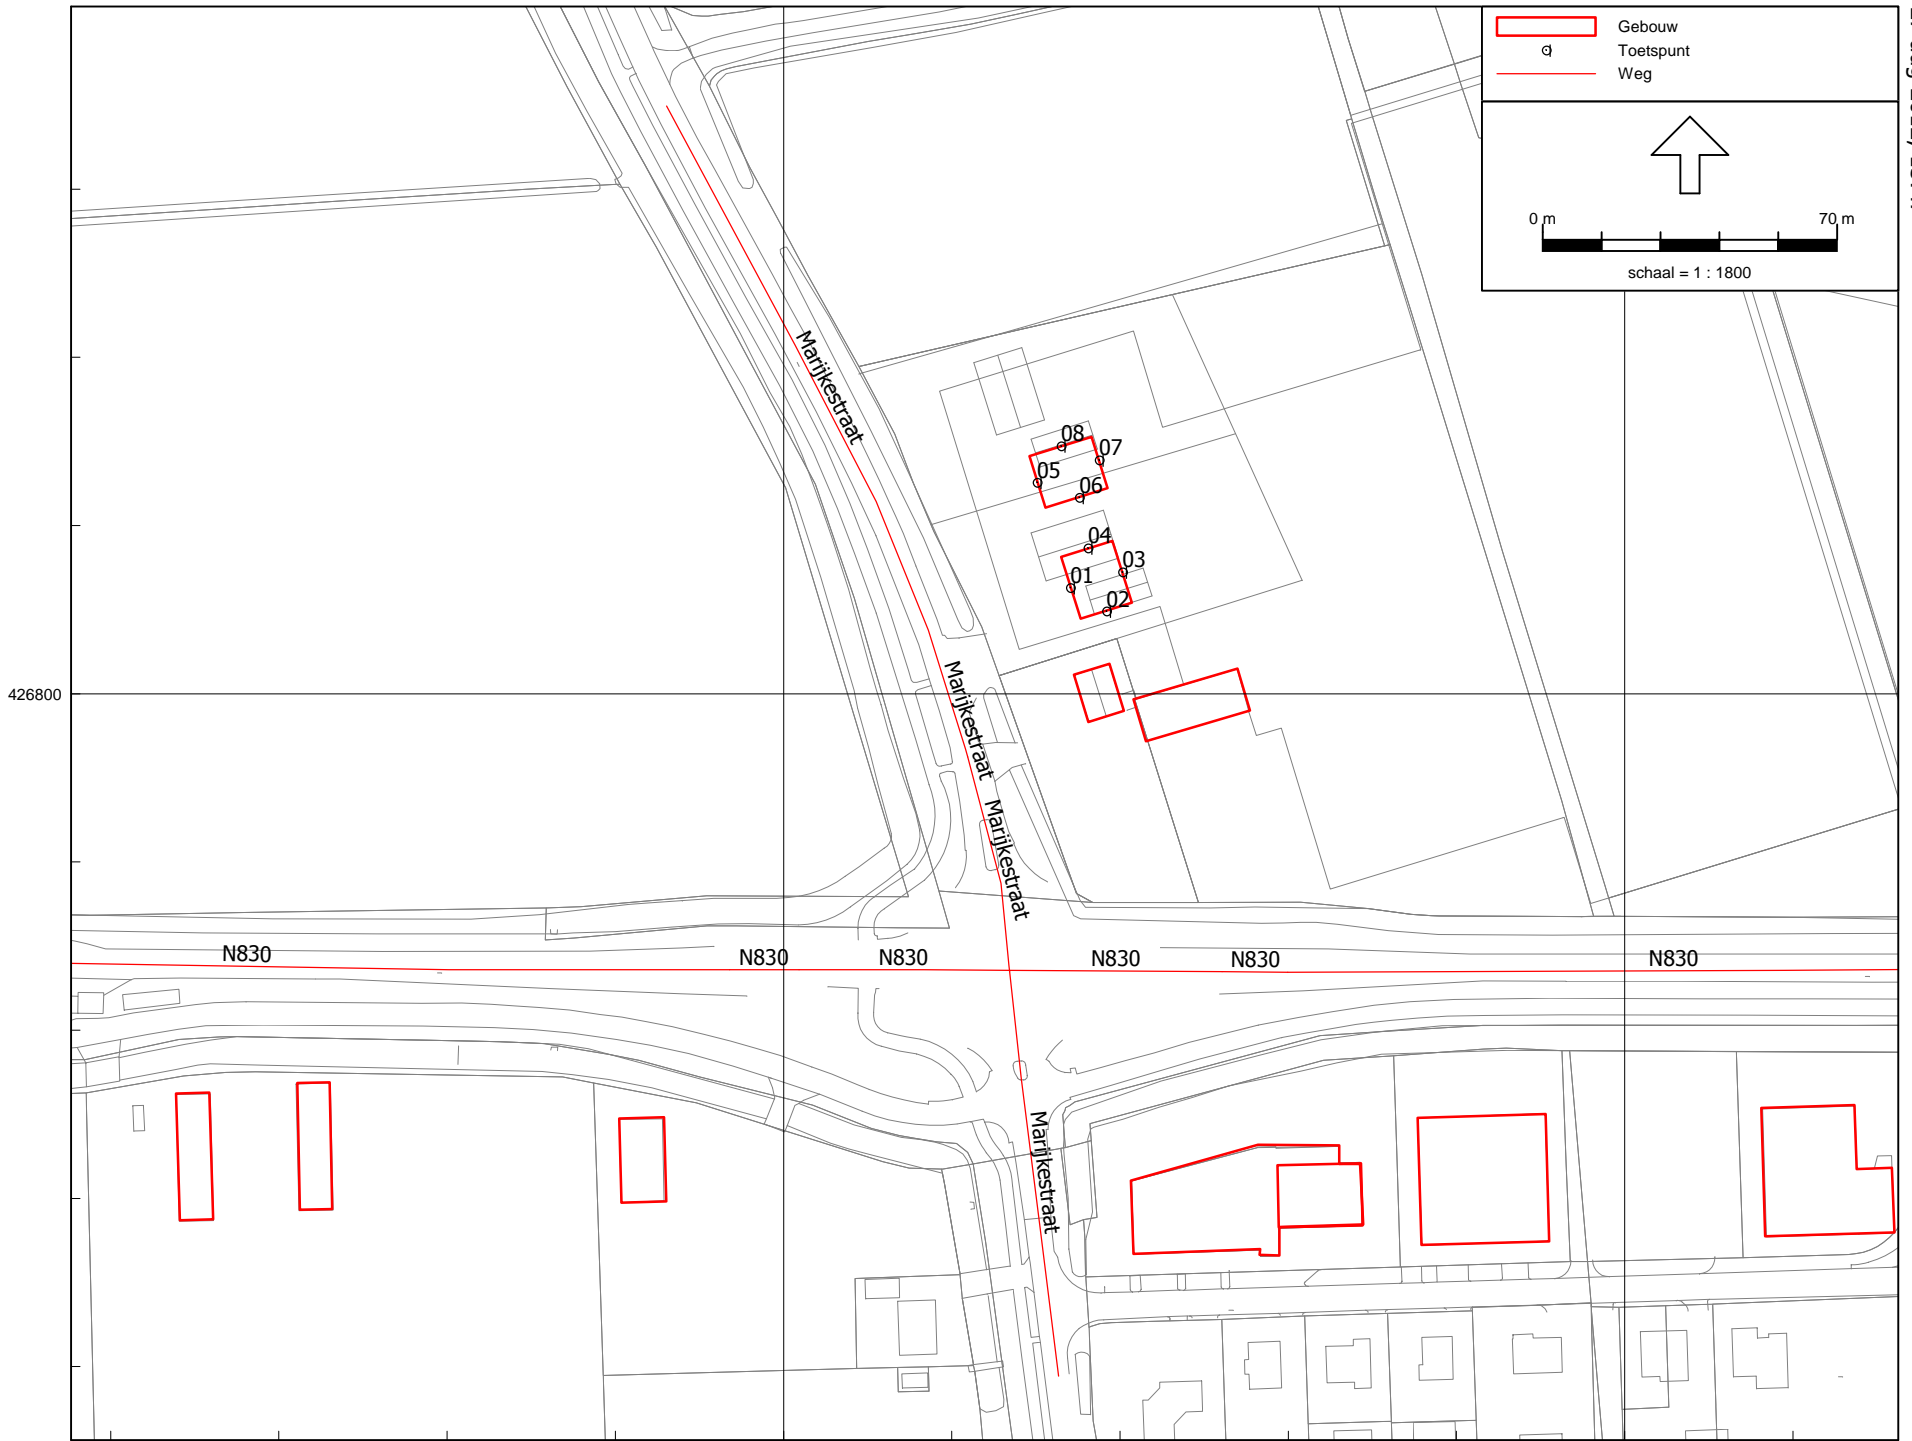 Gebouw
Toetspunt
Weg
0 m
70 m
schaal = 1 : 1800
Marijkestraat
08
07
05
06
04
03
01
02
426800
Marijkestraat
Marijkestraat
N830
N830
N830
N830
N830
N830
Marijkestraat